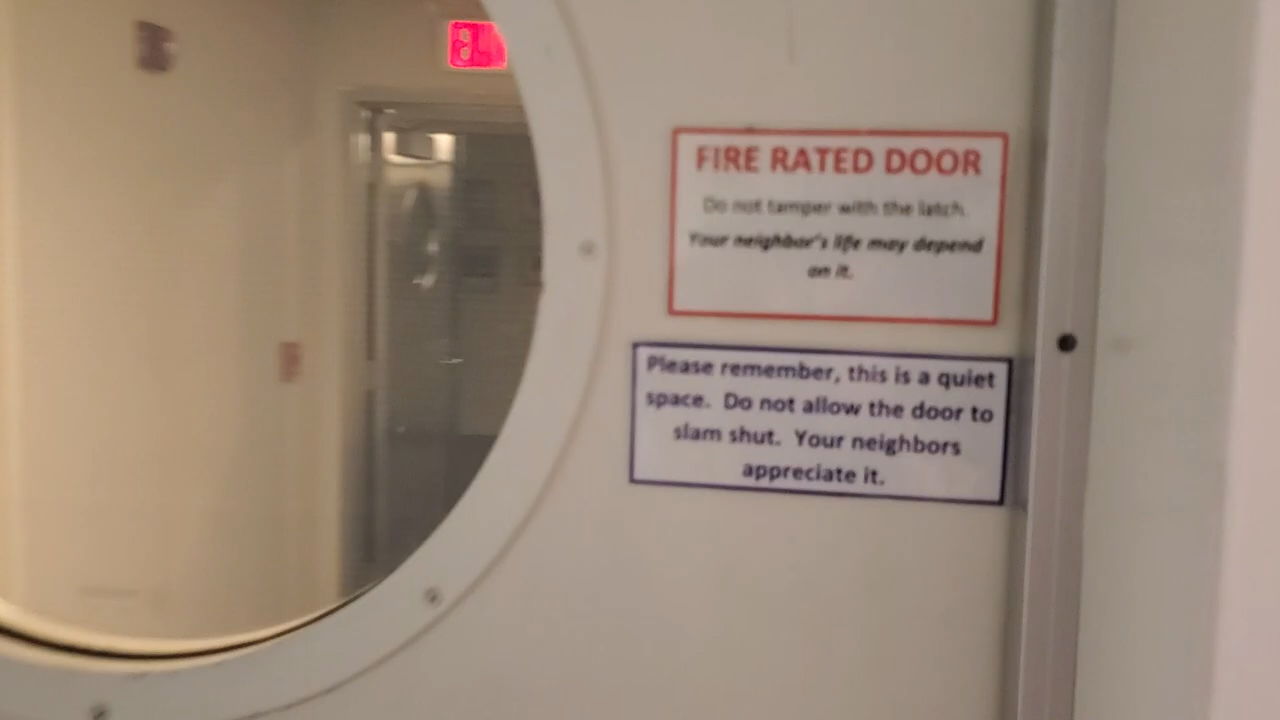 FIRE RATED DOOR
Do not tamper with the latch.
Your neighbor's life may depend
on it.
Please remember, this is a quiet
space. Do not allow the door to
slam shut. Your neighbors
appreciate it.